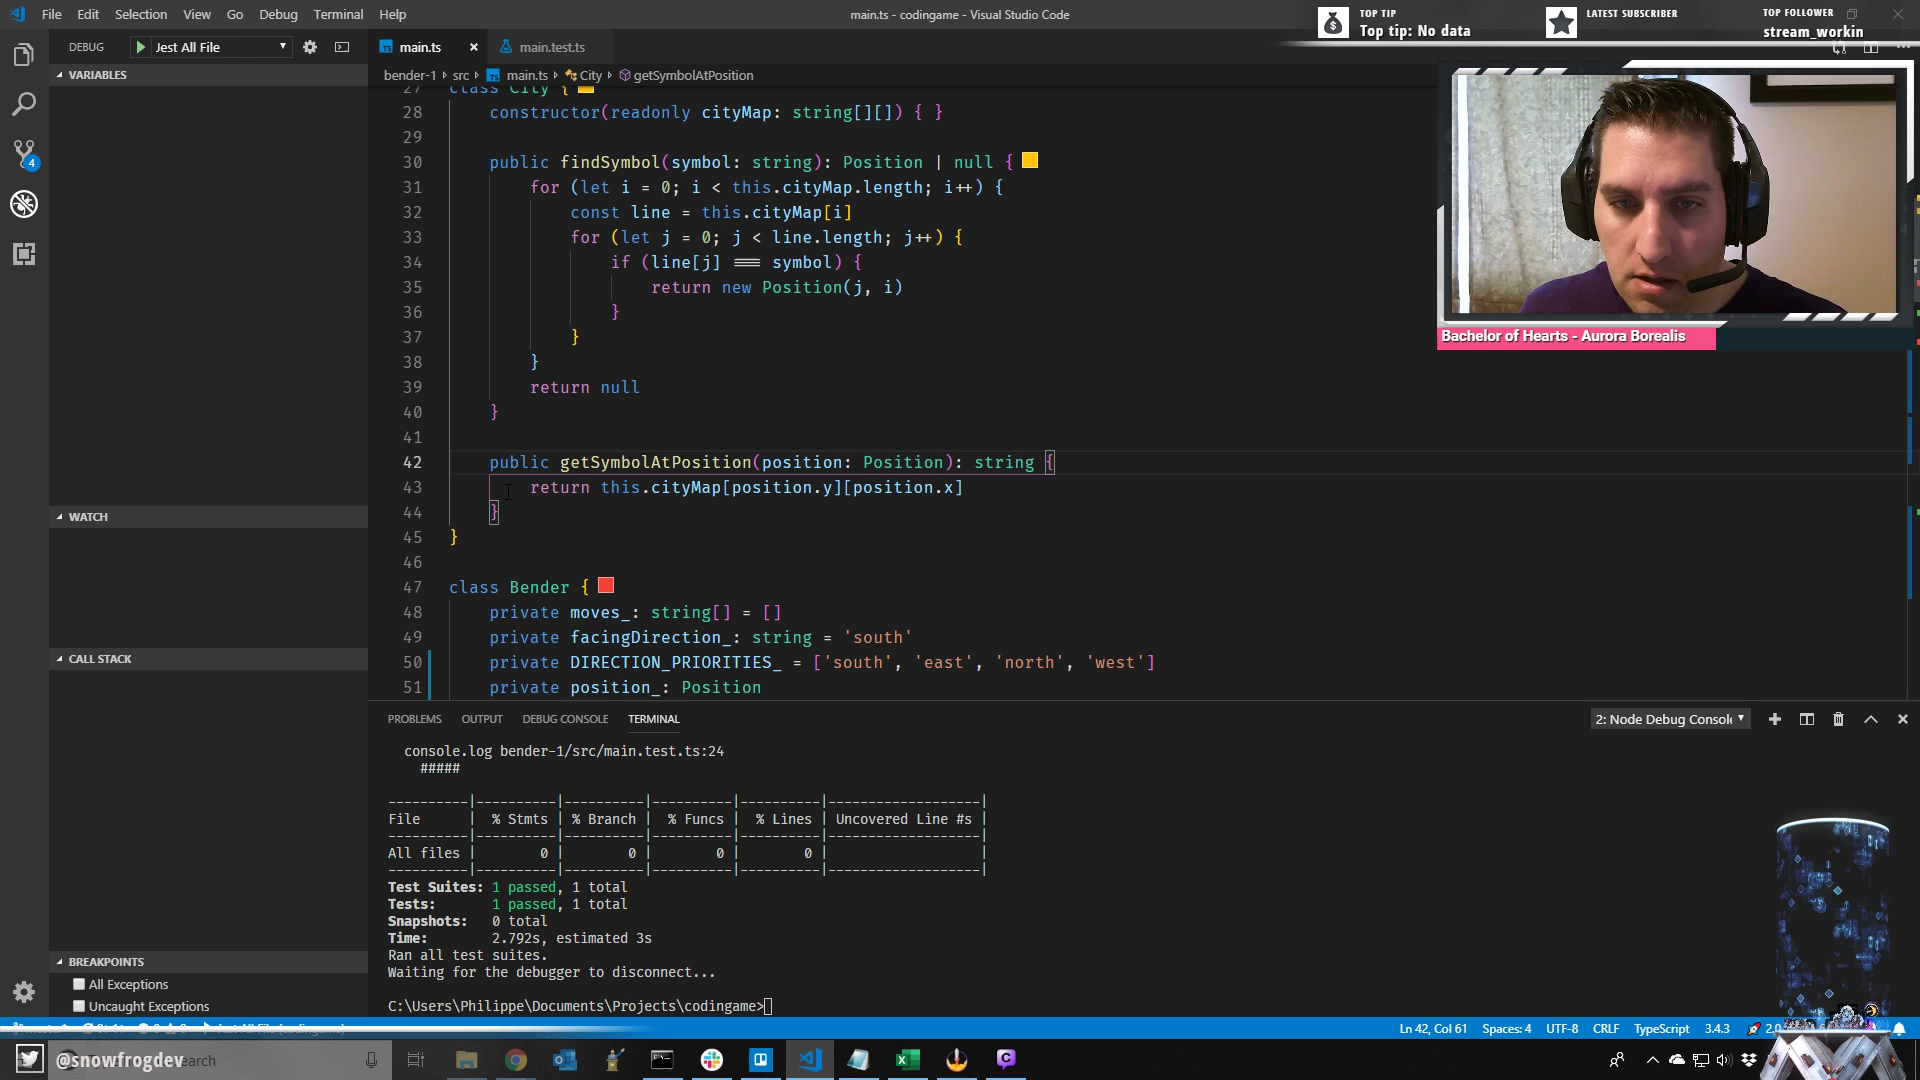 File Edit Selection View Go Debug Terminal Help
main.ts - codingame - Visual Studio Code
TOP TIP
Top tip: No data
LATEST SUBSCRIBER
TOP FOLLOWER
stream_workin
DEBUG
Jest All File
main.ts
main.test.ts
VARIABLES
bender-1 src main.ts City getSymbolAtPosition
27 class City {
28 constructor(readonly cityMap: string[][]) { }
29
30 public findSymbol(symbol: string): Position | null {
31 for (let i = 0; i < this.cityMap.length; i++) {
32 const line = this.cityMap[i]
33 for (let j = 0; j < line.length; j++) {
34 if (line[j] === symbol) {
35 return new Position(j, i)
36 }
37 }
38 }
39 return null
40 }
41
42 public getSymbolAtPosition(position: Position): string {
43 return this.cityMap[position.y][position.x]
44 }
45 }
46
47 class Bender {
48 private moves_: string[] = []
49 private facingDirection_: string = 'south'
50 private DIRECTION_PRIORITIES_ = ['south', 'east', 'north', 'west']
51 private position_: Position
Bachelor of Hearts - Aurora Borealis
WATCH
CALL STACK
BREAKPOINTS
All Exceptions
Uncaught Exceptions
PROBLEMS OUTPUT DEBUG CONSOLE TERMINAL
2: Node Debug Console
console.log bender-1/src/main.test.ts:24
#####
----------|----------|----------|----------|----------|-------------------|
File | % Stmts | % Branch | % Funcs | % Lines | Uncovered Line #s |
----------|----------|----------|----------|----------|-------------------|
All files | 0 | 0 | 0 | 0 | |
----------|----------|----------|----------|----------|-------------------|
Test Suites: 1 passed, 1 total
Tests: 1 passed, 1 total
Snapshots: 0 total
Time: 2.792s, estimated 3s
Ran all test suites.
Waiting for the debugger to disconnect...
C:\Users\Philippe\Documents\Projects\codingame>
4
Ln 42, Col 61 Spaces: 4 UTF-8 CRLF TypeScript 3.4.3
@snowfrogdev